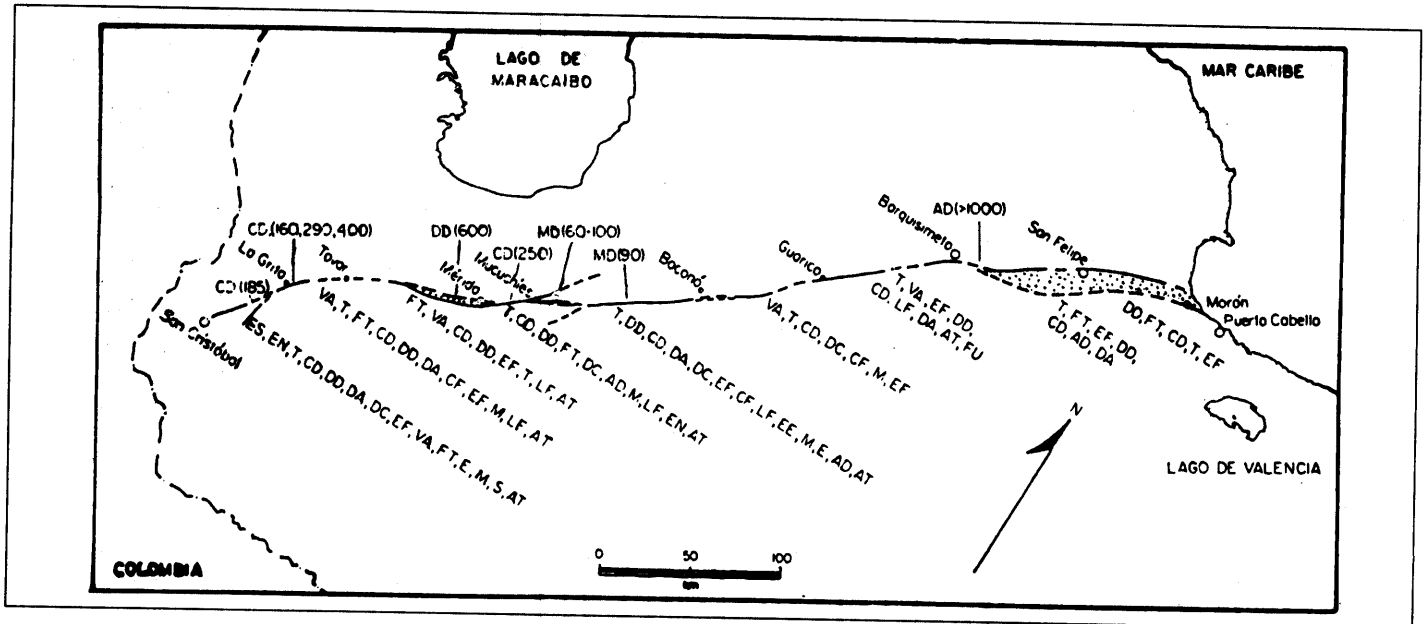 LAGO DE
MARACAIBO
MAR CARIBE
AD(>1000)
Barquisimeto
San Felipe
CD(160,290,400)
DD(600)
MD(60-100)
CD(250)
MD(90)
La Grita
Tovar
Mérida
Mucuchíes
Boconó
Guarico
CD(185)
San Cristóbal
Morón
Puerto Cabello
ES,EN,T,CD,DD,DA,DC,EF,VA,FT,E,M,S,AT
VA,T,FT,CD,DD,DA,CF,EF,M,LF,AT
FT,VA,CD,DD,EF,T,LF,AT
T,CD,DD,FT,DC,AD,M,LF,EN,AT
T,DD,CD,DA,DC,EF,CF,LF,EE,M,E,AD,AT
VA,T,CD,DC,CF,M,EF
T,VA,EF,DD,
CD,LF,DA,AT,FU
T,FT,EF,DD,
CD,AD,DA
DD,FT,CD,T,EF
N
LAGO DE VALENCIA
COLOMBIA
0 50 100
km